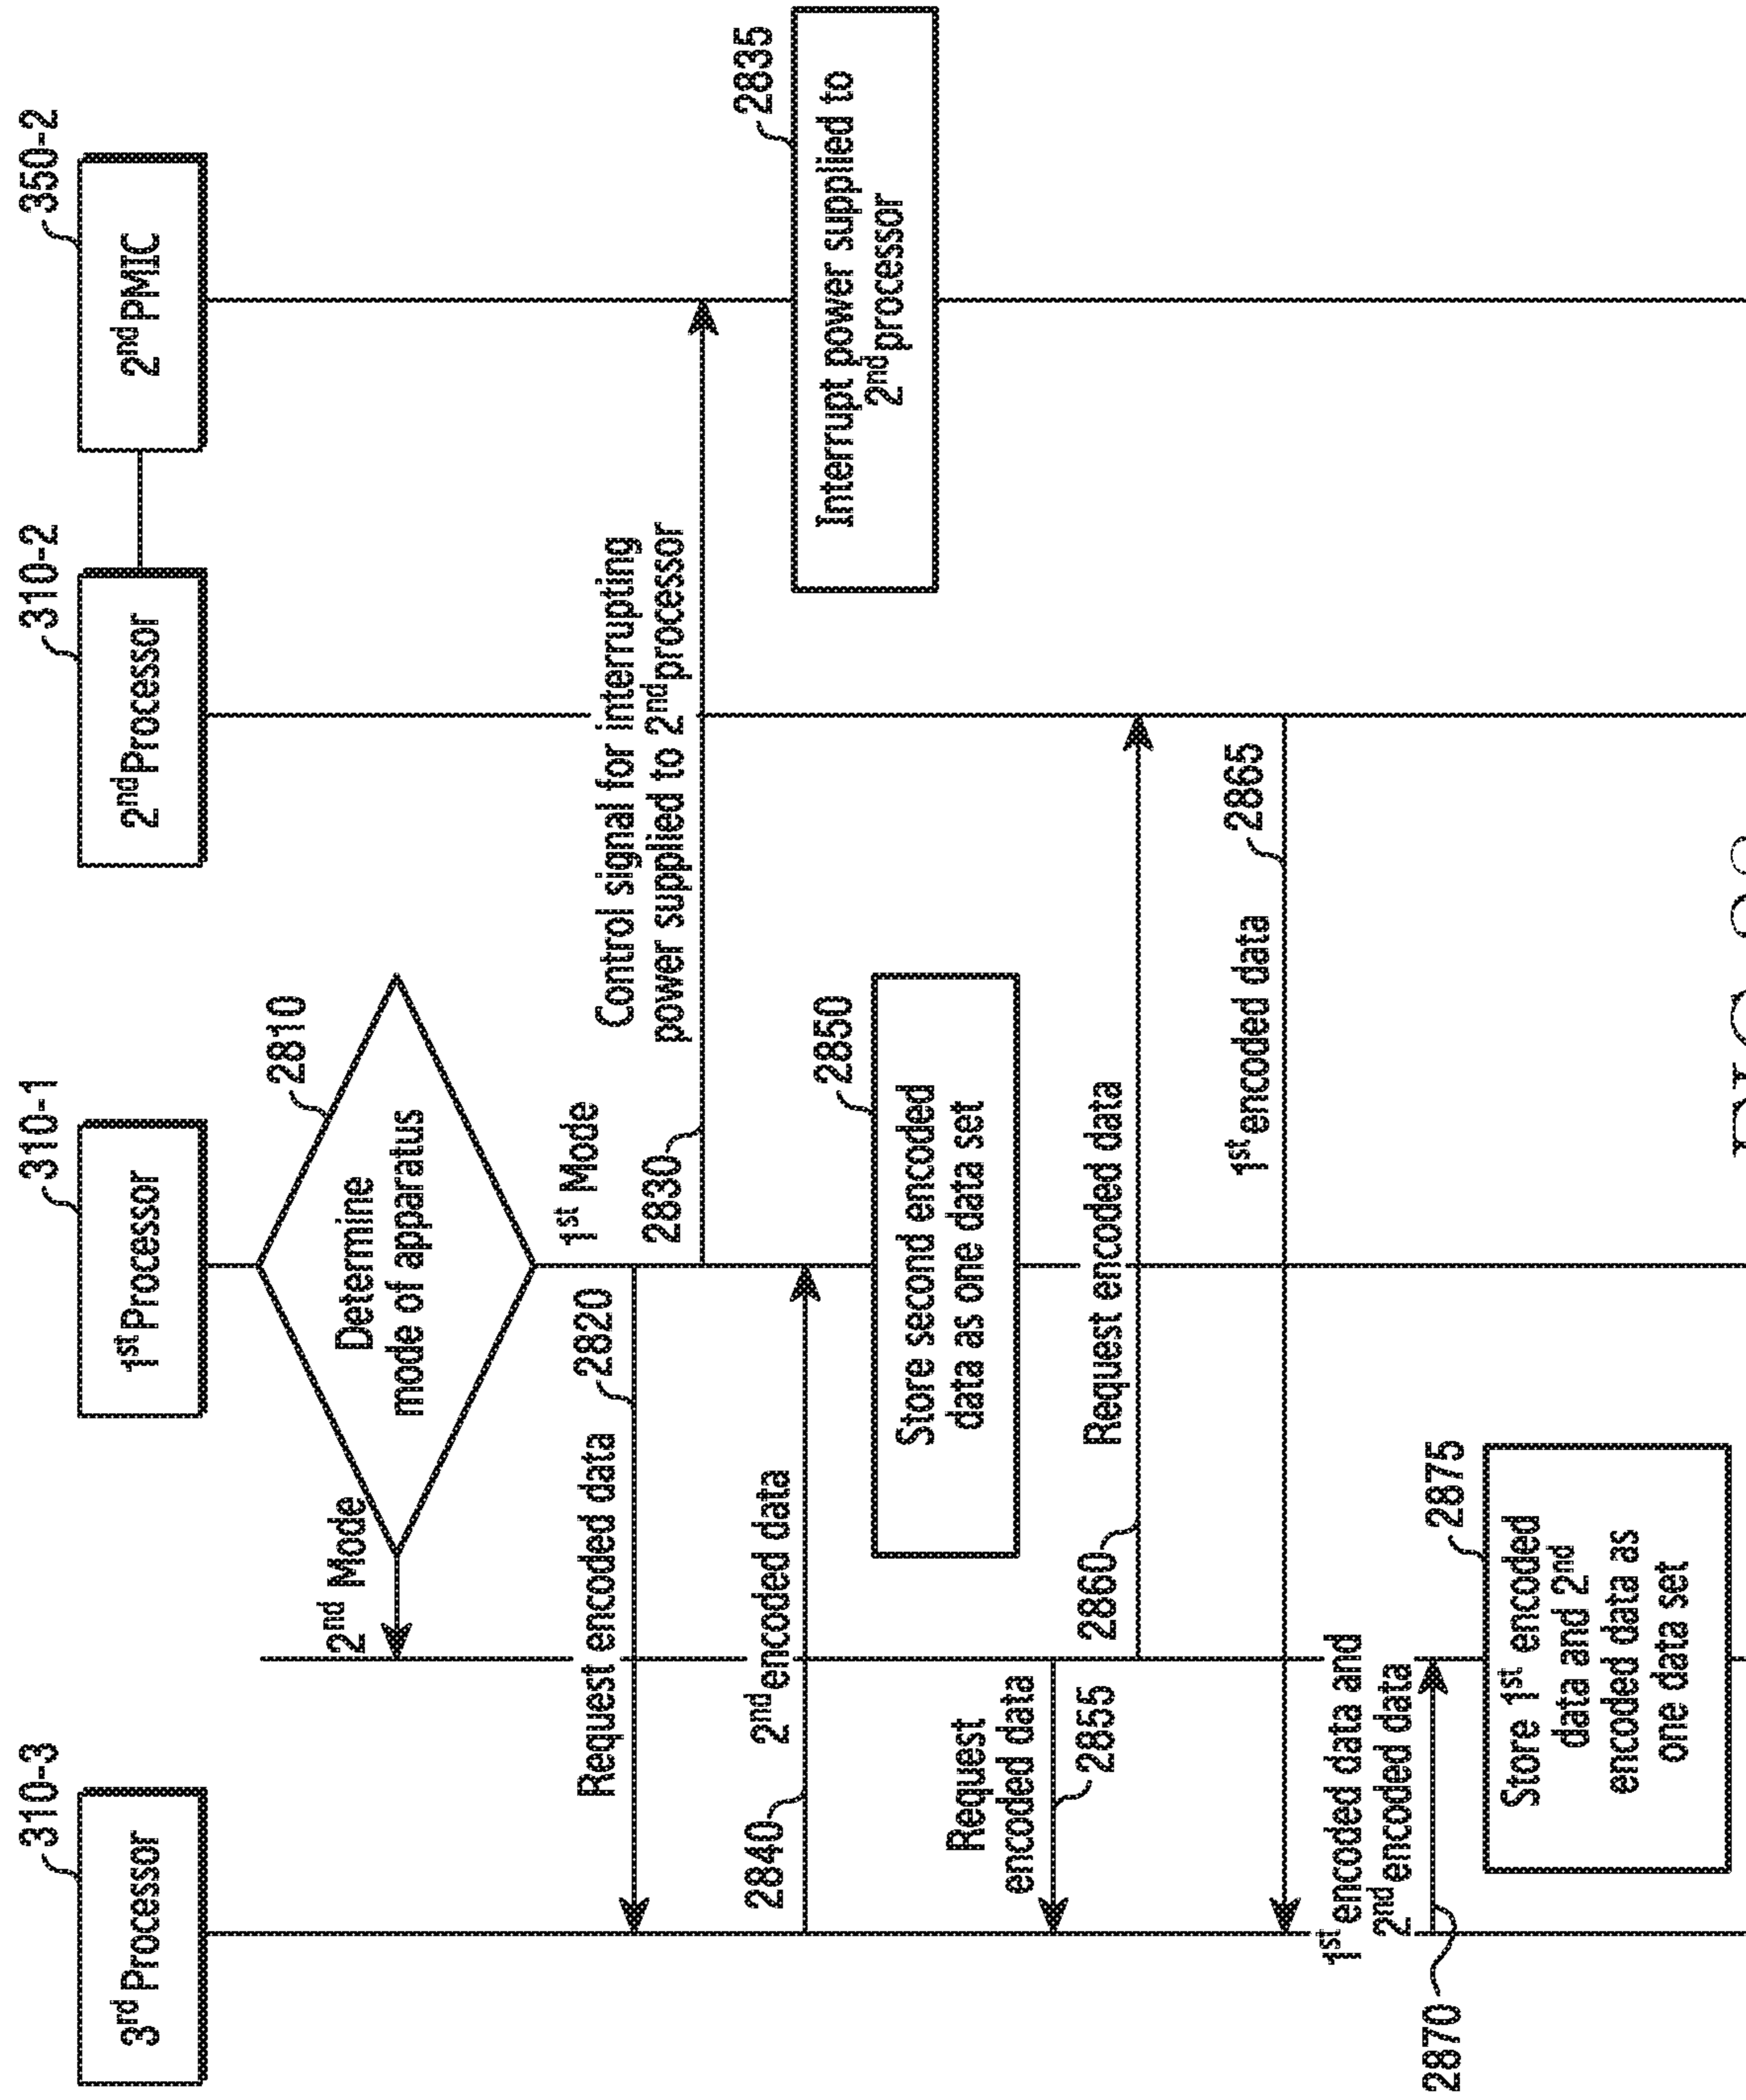 310-3
310-1
310-2
350-2
3rd Processor
1st Processor
2nd Processor
2nd PMIC
2810
Determine
mode of apparatus
2nd Mode
1st Mode
Request encoded data
2820
Control signal for interrupting
power supplied to 2nd processor
2830
2835
Interrupt power supplied to
2nd processor
2840
2nd encoded data
2850
Store second encoded
data as one data set
Request
encoded data
2855
2860
Request encoded data
1st encoded data
2865
1st encoded data and
2nd encoded data
2870
2875
Store 1st encoded
data and 2nd
encoded data as
one data set